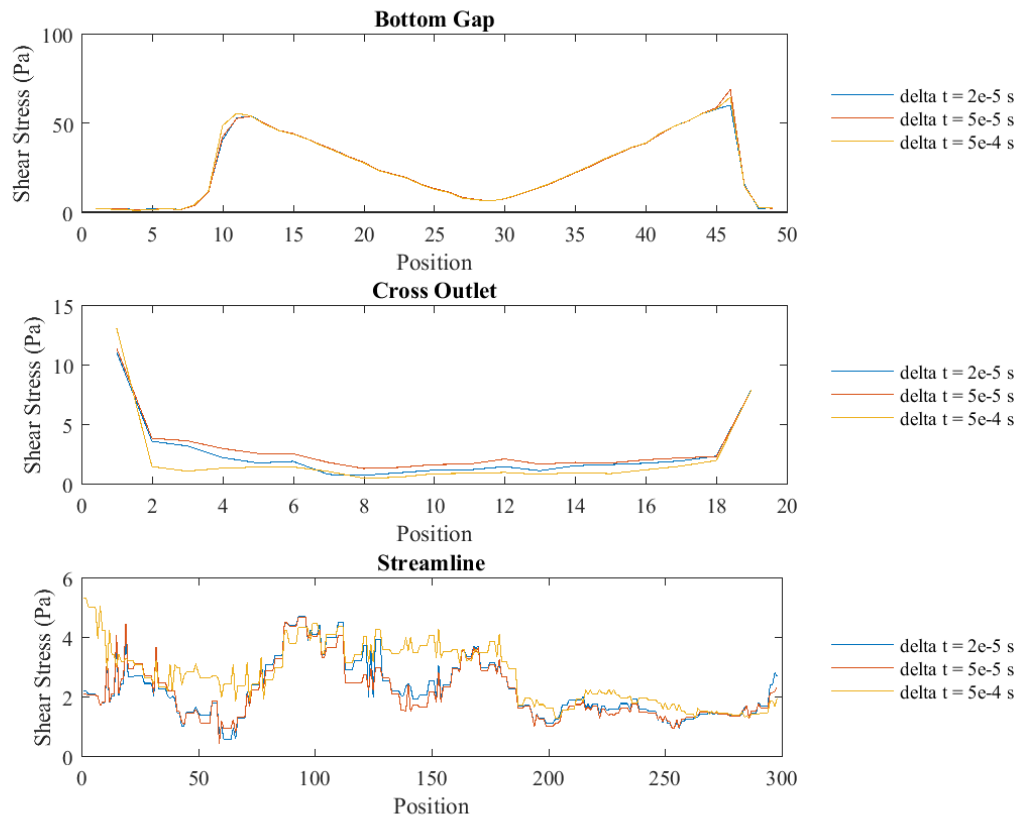 Bottom Gap
100
50
0
Shear Stress (Pa)
0 5 10 15 20 25 30 35 40 45 50
Position
delta t = 2e-5 s
delta t = 5e-5 s
delta t = 5e-4 s
Cross Outlet
15
10
5
0
Shear Stress (Pa)
0 2 4 6 8 10 12 14 16 18 20
Position
delta t = 2e-5 s
delta t = 5e-5 s
delta t = 5e-4 s
Streamline
6
4
2
0
Shear Stress (Pa)
0 50 100 150 200 250 300
Position
delta t = 2e-5 s
delta t = 5e-5 s
delta t = 5e-4 s